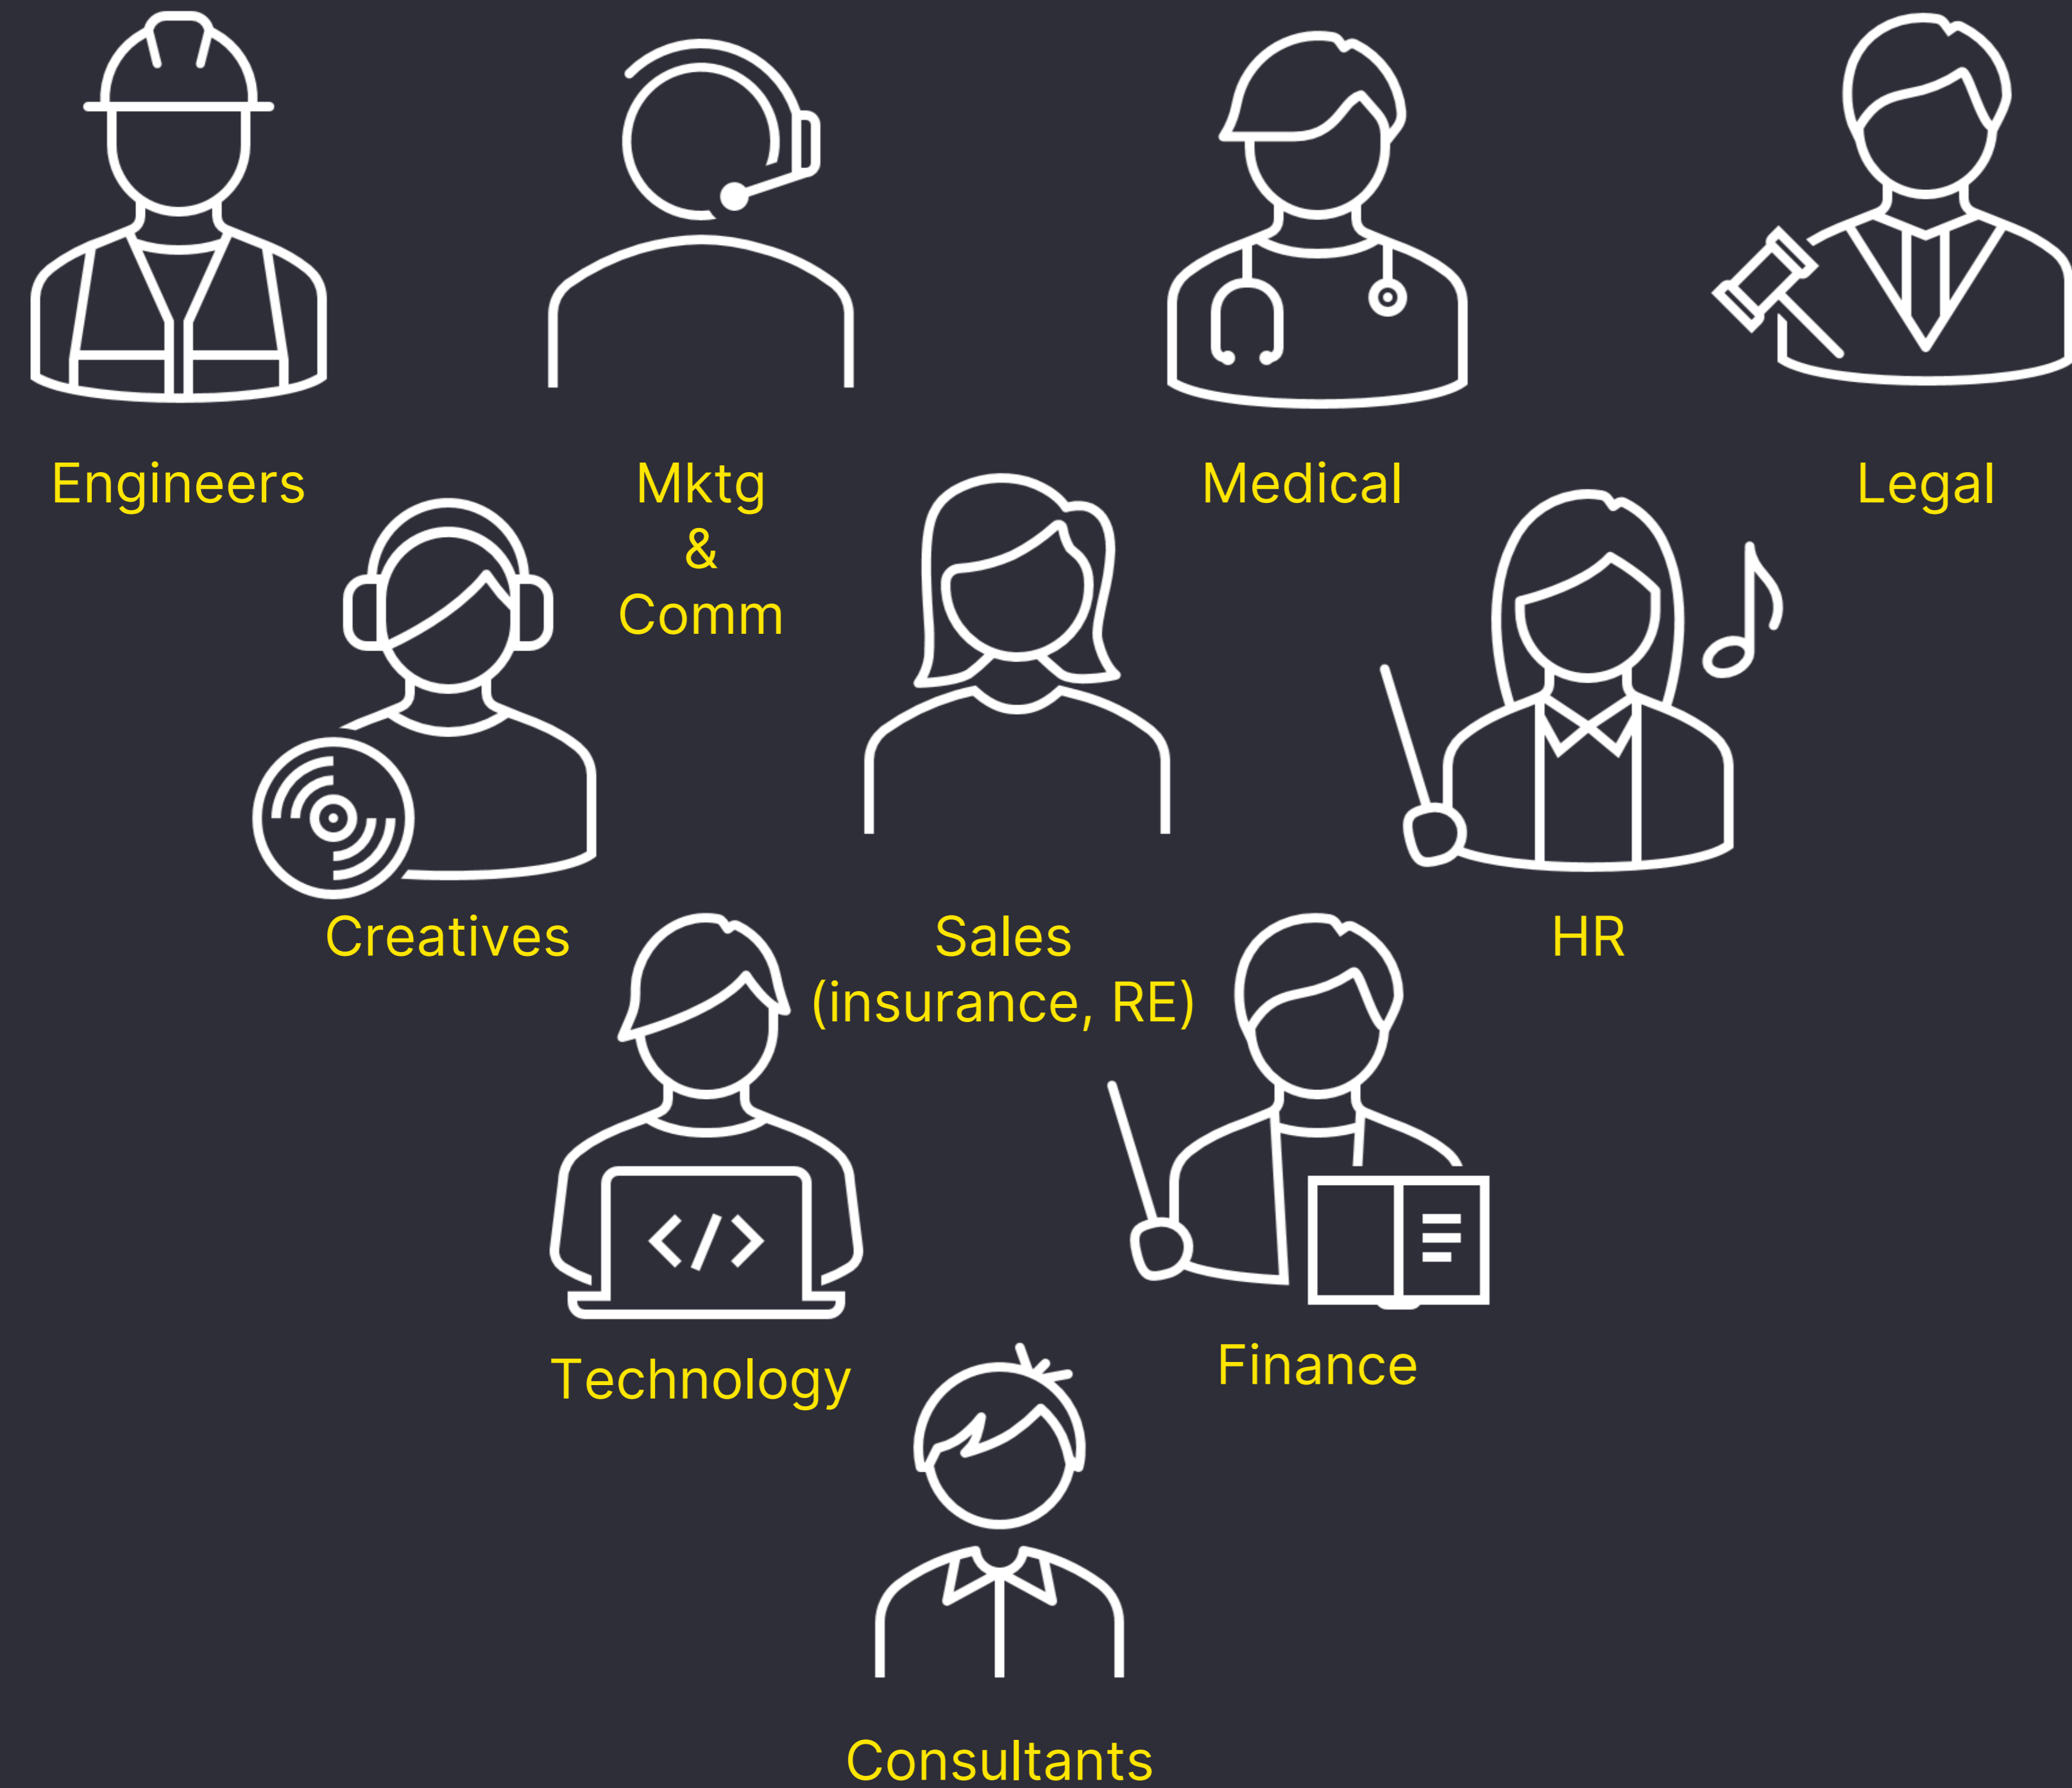 Engineers
Mktg
&
Comm
Medical
Legal
Creatives
Sales
(insurance, RE)
HR
</>
Technology
Finance
Consultants